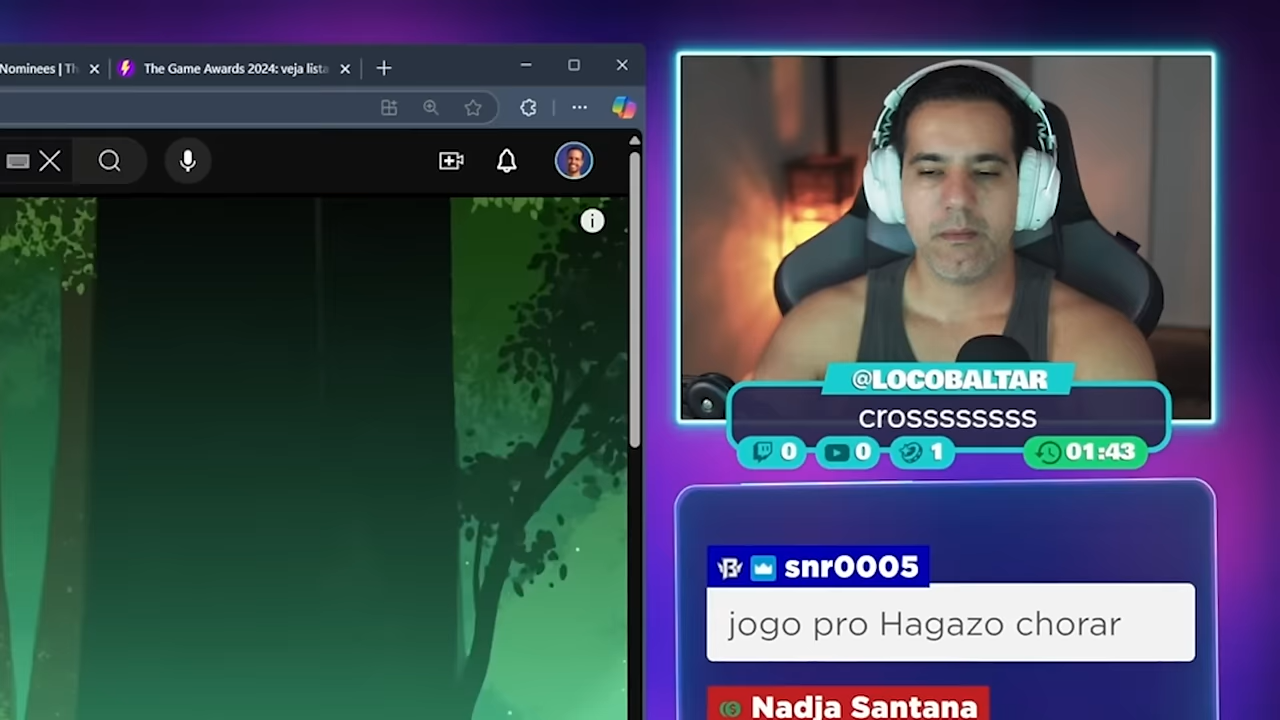 Nominees | Th
The Game Awards 2024: veja lista
@LOCOBALTAR
crosssssssss
0
0
1
01:43
snr0005
jogo pro Hagazo chorar
Nadja Santana